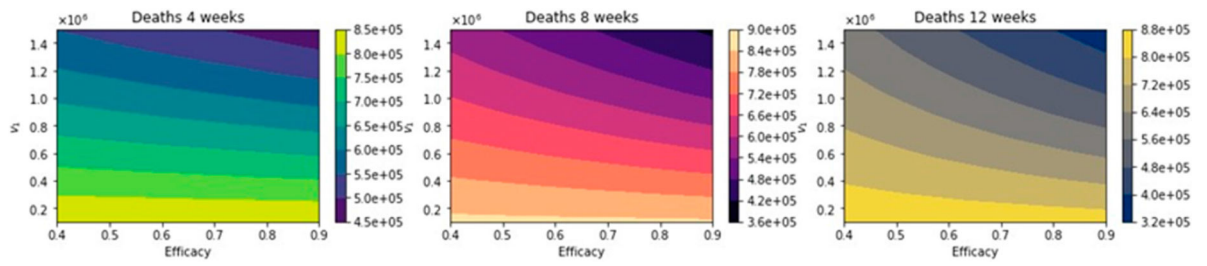 ×10⁶ Deaths 4 weeks
8.5e+05
8.0e+05
7.5e+05
7.0e+05
6.5e+05
6.0e+05
5.5e+05
5.0e+05
4.5e+05
1.4
1.2
1.0
0.8
0.6
0.4
0.2
v₁
0.4 0.5 0.6 0.7 0.8 0.9
Efficacy
×10⁶ Deaths 8 weeks
9.0e+05
8.4e+05
7.8e+05
7.2e+05
6.6e+05
6.0e+05
5.4e+05
4.8e+05
4.2e+05
3.6e+05
1.4
1.2
1.0
0.8
0.6
0.4
0.2
v₁
0.4 0.5 0.6 0.7 0.8 0.9
Efficacy
×10⁶ Deaths 12 weeks
8.8e+05
8.0e+05
7.2e+05
6.4e+05
5.6e+05
4.8e+05
4.0e+05
3.2e+05
1.4
1.2
1.0
0.8
0.6
0.4
0.2
v₁
0.4 0.5 0.6 0.7 0.8 0.9
Efficacy